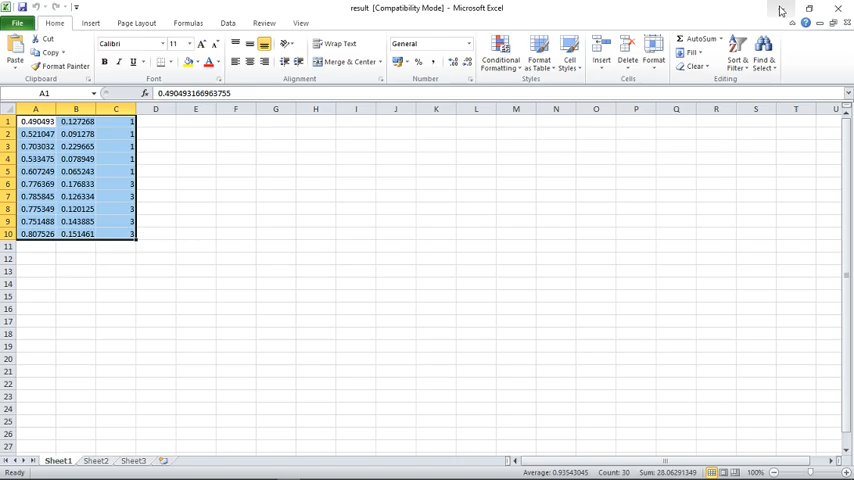 result [Compatibility Mode] - Microsoft Excel
File Home Insert Page Layout Formulas Data Review View
Paste
Cut
Copy
Format Painter
Clipboard
Calibri 11
B I U
Font
Wrap Text
Merge & Center
Alignment
General
$ % ,
Number
Conditional Formatting
Format as Table
Cell Styles
Styles
Insert
Delete
Format
Cells
AutoSum
Fill
Clear
Sort & Filter
Find & Select
Editing
A1 fx 0.490493166963755
A B C D E F G H I J K L M N O P Q R S T U
1 0.490493 0.127268 1
2 0.521047 0.091278 1
3 0.703032 0.229665 1
4 0.533475 0.078949 1
5 0.607249 0.065243 1
6 0.776369 0.176833 3
7 0.785845 0.126334 3
8 0.775349 0.120125 3
9 0.751488 0.143885 3
10 0.807526 0.151461 3
11
12
13
14
15
16
17
18
19
20
21
22
23
24
25
26
27
Sheet1 Sheet2 Sheet3
Ready Average: 0.93543045 Count: 30 Sum: 28.06291349 100%